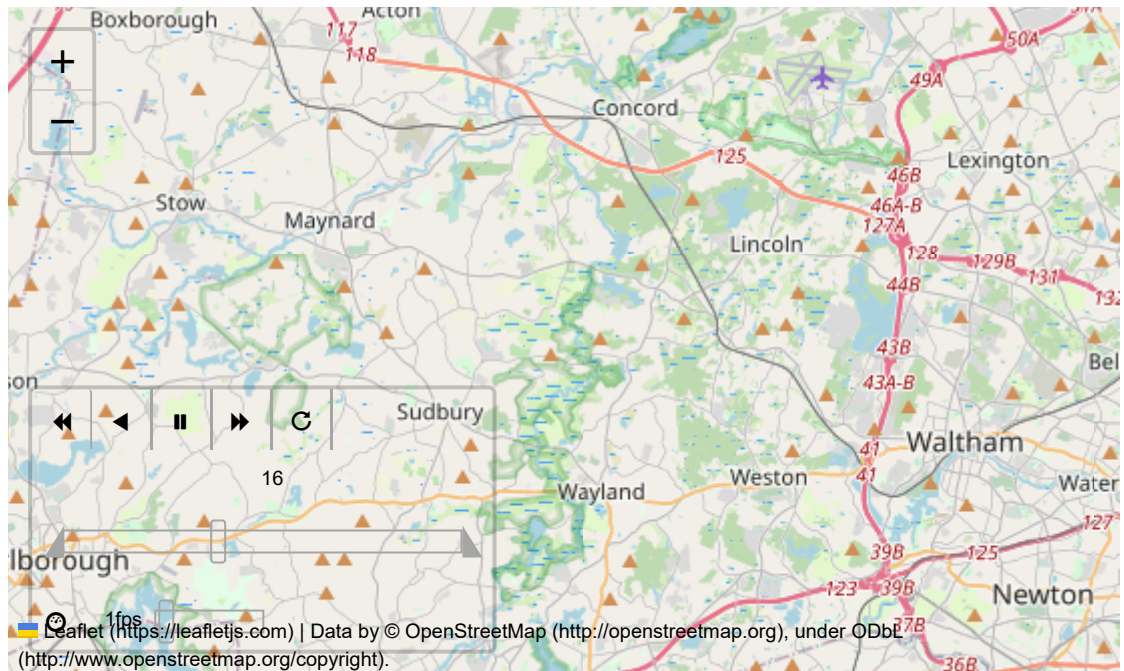 Boxborough
Acton
117
118
50A
49A
+
−
Concord
125
Lexington
46B
46A-B
127A
Stow
Maynard
Lincoln
128
129B
131
132
44B
43B
43A-B
Bel
son
Sudbury
Waltham
41
41
16
Weston
Wayland
Water
127
lborough
39B
125
123
39B
Newton
1fps
37B
Leaflet (https://leafletjs.com) | Data by © OpenStreetMap (http://openstreetmap.org), under ODbL
(http://www.openstreetmap.org/copyright).
36B